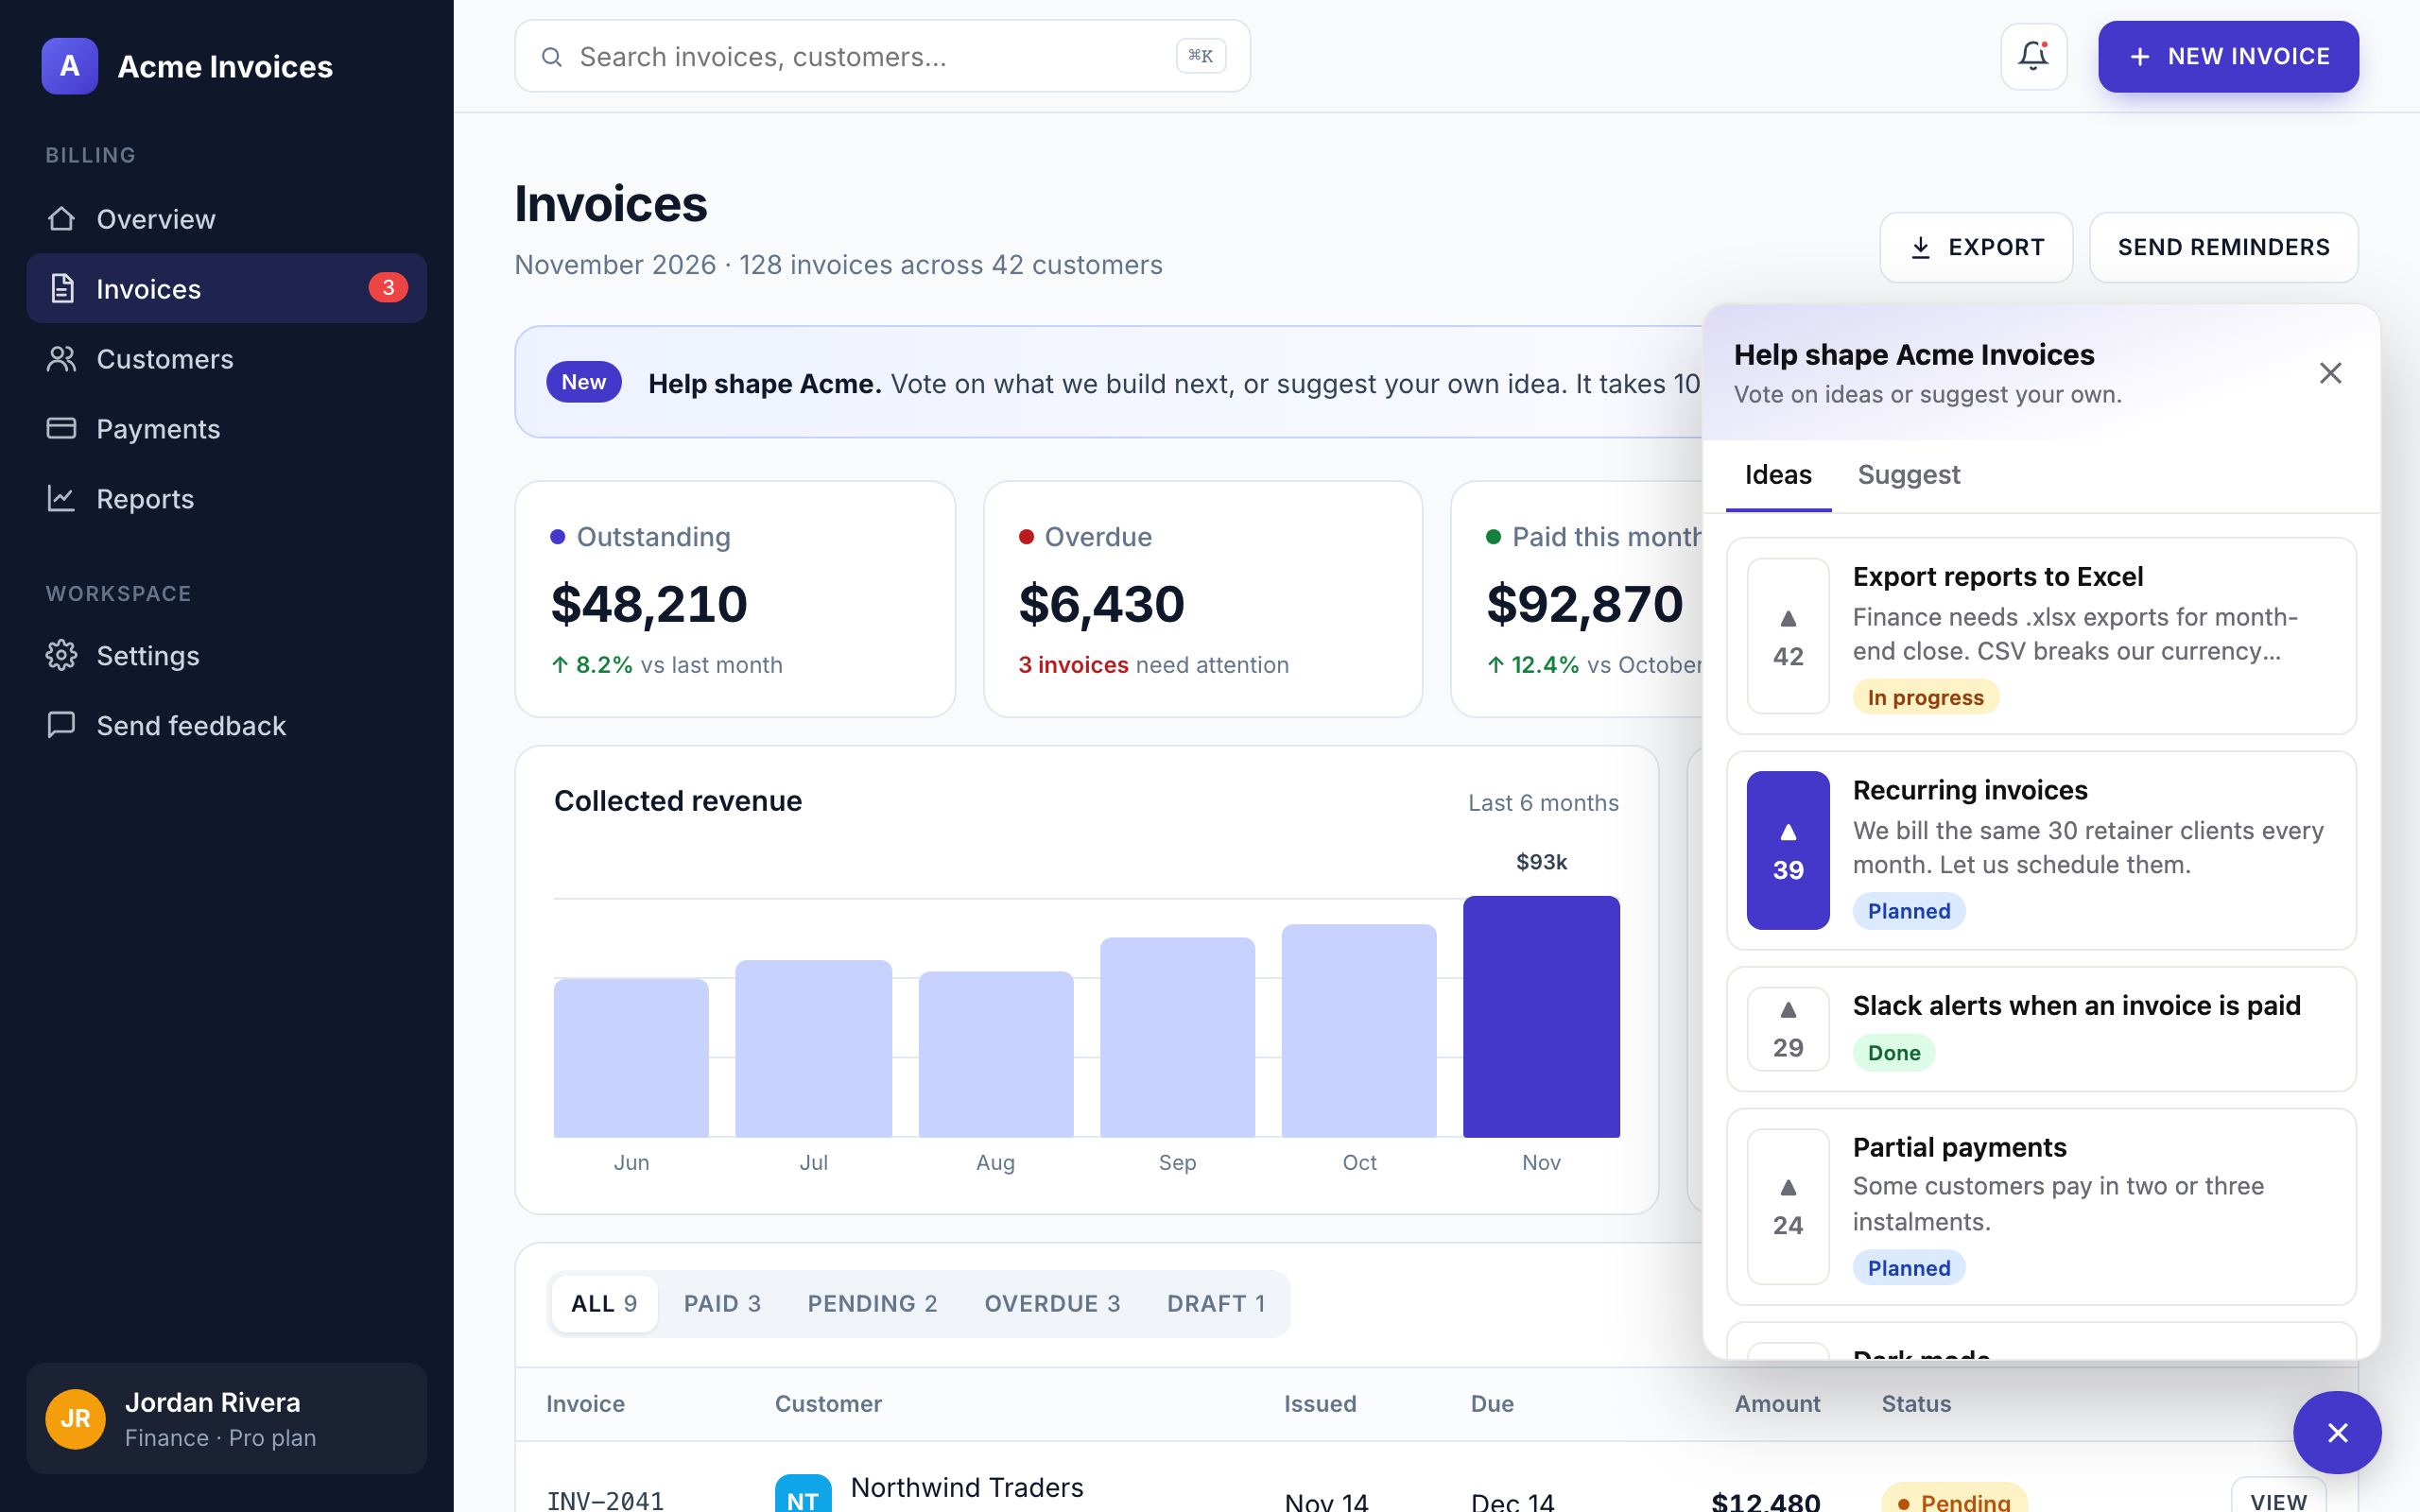 A
Acme Invoices
BILLING
Overview
Invoices
3
Customers
Payments
Reports
WORKSPACE
Settings
Send feedback
JR
Jordan Rivera
Finance · Pro plan
Search invoices, customers...
⌘K
NEW INVOICE
Invoices
November 2026 · 128 invoices across 42 customers
EXPORT
SEND REMINDERS
New
Help shape Acme. Vote on what we build next, or suggest your own idea. It takes 10
Outstanding
$48,210
↑ 8.2% vs last month
Overdue
$6,430
3 invoices need attention
Paid this month
$92,870
↑ 12.4% vs October
Collected revenue
Last 6 months
$93k
Jun
Jul
Aug
Sep
Oct
Nov
ALL 9
PAID 3
PENDING 2
OVERDUE 3
DRAFT 1
Invoice
Customer
Issued
Due
Amount
Status
INV-2041
NT
Northwind Traders
Nov 14
Dec 14
$12,480
Pending
VIEW
Help shape Acme Invoices
Vote on ideas or suggest your own.
Ideas
Suggest
42
Export reports to Excel
Finance needs .xlsx exports for month-
end close. CSV breaks our currency...
In progress
39
Recurring invoices
We bill the same 30 retainer clients every
month. Let us schedule them.
Planned
29
Slack alerts when an invoice is paid
Done
24
Partial payments
Some customers pay in two or three
instalments.
Planned
Dark mode